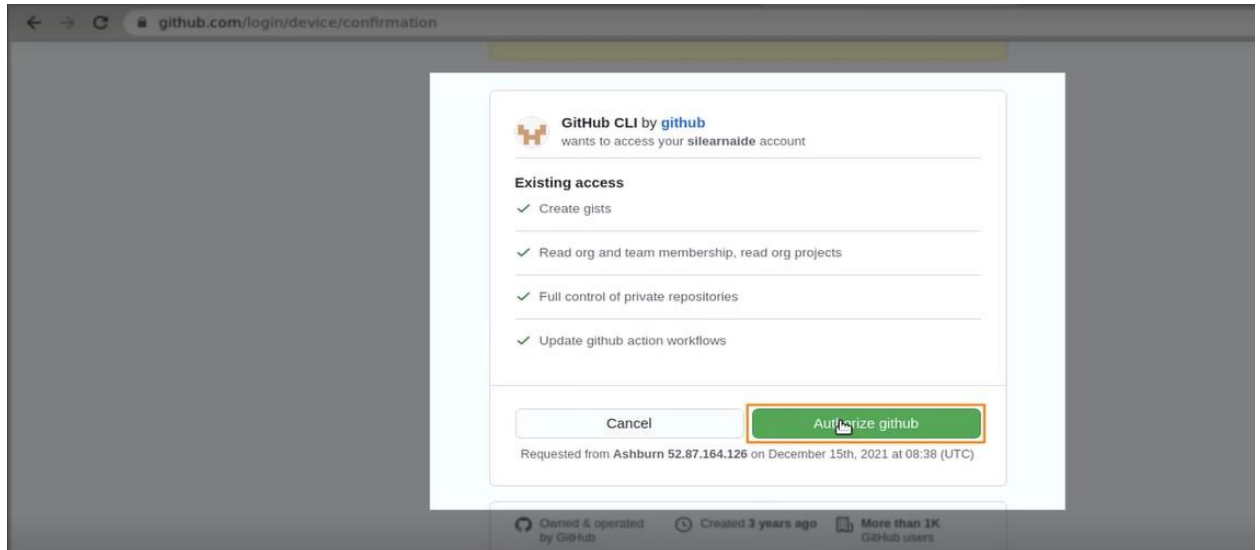 github.com/login/device/confirmation
GitHub CLI by github
wants to access your silearnaide account
Existing access
Create gists
Read org and team membership, read org projects
Full control of private repositories
Update github action workflows
Cancel
Authorize github
Requested from Ashburn 52.87.164.126 on December 15th, 2021 at 08:38 (UTC)
Owned & operated
by GitHub
Created 3 years ago
More than 1K
GitHub users